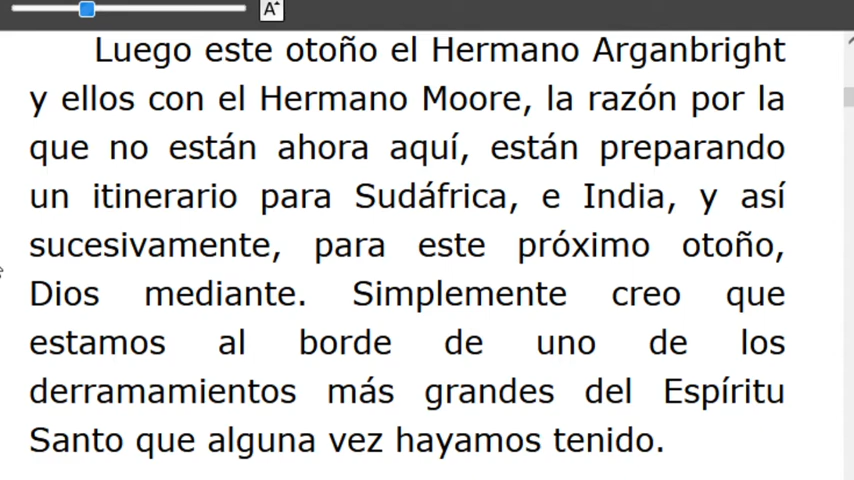 A
Luego este otoño el Hermano Arganbright
y ellos con el Hermano Moore, la razón por la
que no están ahora aquí, están preparando
un itinerario para Sudáfrica, e India, y así
sucesivamente, para este próximo otoño,
Dios mediante. Simplemente creo que
estamos al borde de uno de los
derramamientos más grandes del Espíritu
Santo que alguna vez hayamos tenido.